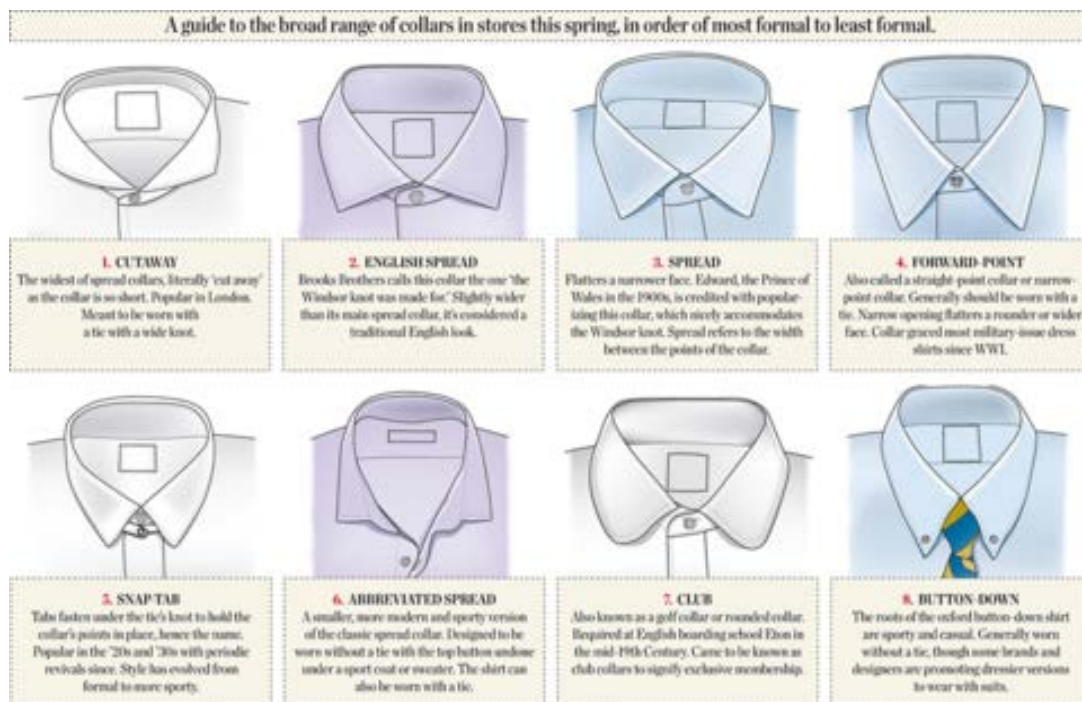 A guide to the broad range of collars in stores this spring, in order of most formal to least formal.
1. CUTAWAY
The widest of spread collars, literally 'cut away'
as the collar is so short. Popular in London.
Meant to be worn with
a tie with a wide knot.
2. ENGLISH SPREAD
Brooks Brothers calls this collar the one 'the
Windsor knot was made for.' Slightly wider
than its main spread collar, it's considered a
traditional English look.
3. SPREAD
Flatters a narrower face. Edward, the Prince of
Wales in the 1900s, is credited with popular-
izing this collar, which nicely accommodates
the Windsor knot. Spread refers to the width
between the points of the collar.
4. FORWARD-POINT
Also called a straight-point collar or narrow-
point collar. Generally should be worn with a
tie. Narrow opening flatters a rounder or wider
face. Collar graced most military-issue dress
shirts since WWI.
5. SNAP TAB
Tabs fasten under the tie's knot to hold the
collar's points in place, hence the name.
Popular in the '20s and '30s with periodic
revivals since. Style has evolved from
formal to more sporty.
6. ABBREVIATED SPREAD
A smaller, more modern and sporty version
of the classic spread collar. Designed to be
worn without a tie with the top button undone
under a sport coat or sweater. The shirt can
also be worn with a tie.
7. CLUB
Also known as a golf collar or rounded collar.
Required at English boarding school Eton in
the mid-19th Century. Came to be known as
club collars to signify exclusive membership.
8. BUTTON-DOWN
The roots of the oxford button-down shirt
are sporty and casual. Generally worn
without a tie, though some brands and
designers are promoting dressier versions
to wear with suits.